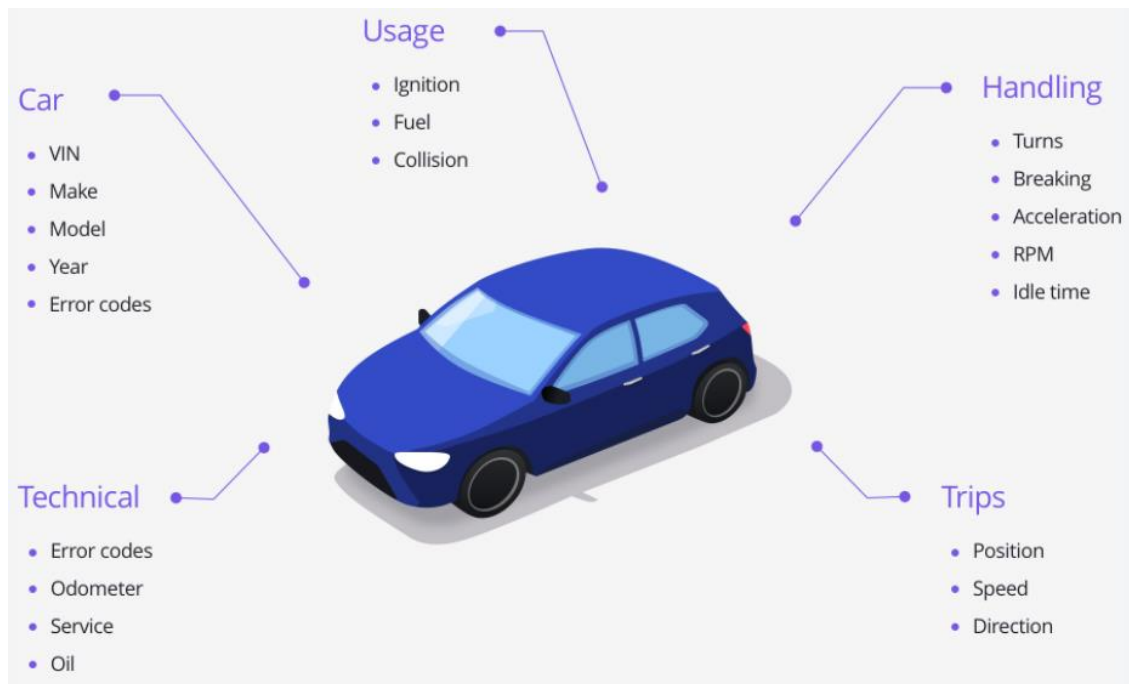 Usage
Ignition
Fuel
Collision
Car
VIN
Make
Model
Year
Error codes
Handling
Turns
Breaking
Acceleration
RPM
Idle time
Technical
Error codes
Odometer
Service
Oil
Trips
Position
Speed
Direction